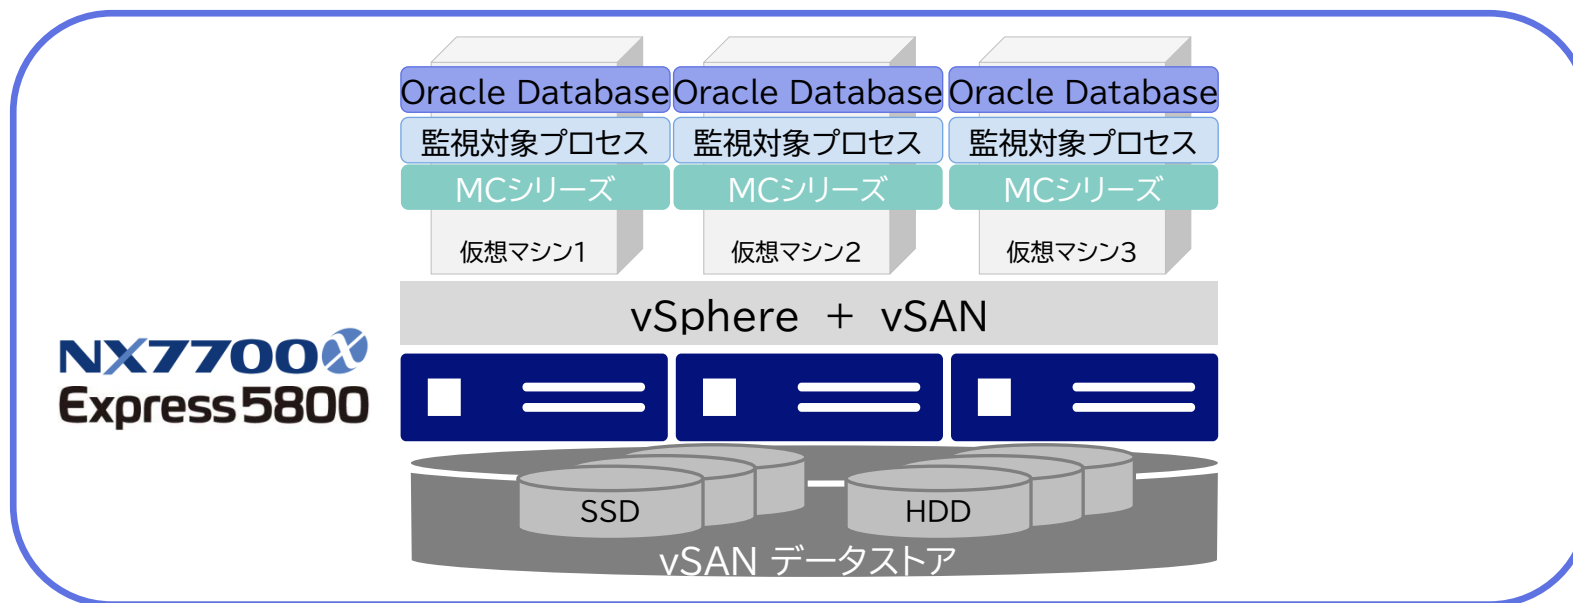 Oracle Database Oracle Database Oracle Database
監視対象プロセス 監視対象プロセス 監視対象プロセス
MCシリーズ MCシリーズ MCシリーズ
仮想マシン1 仮想マシン2 仮想マシン3
vSphere + vSAN
NX7700X
Express5800
SSD HDD
vSAN データストア